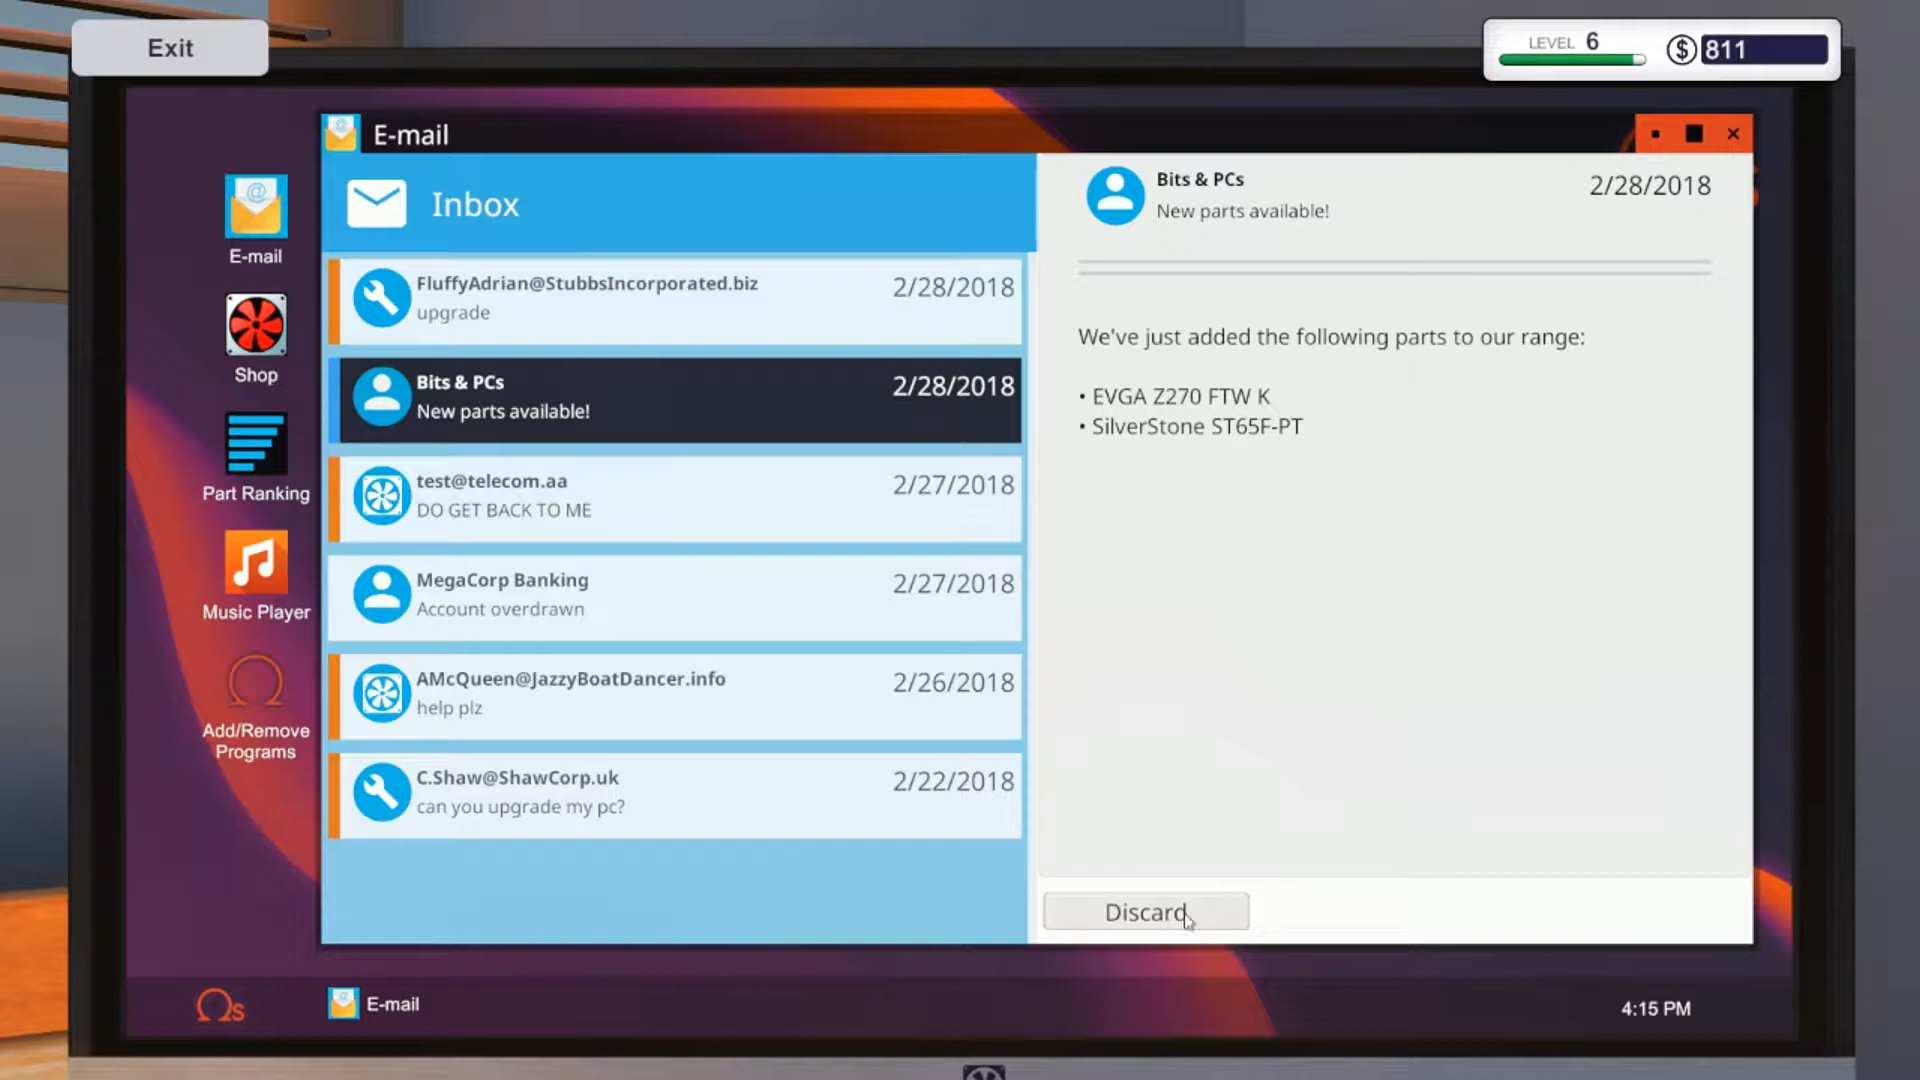 Exit
LEVEL 6
$ 811
E-mail
E-mail
Shop
Part Ranking
Music Player
Add/Remove
Programs
Inbox
FluffyAdrian@StubbsIncorporated.biz
2/28/2018
upgrade
Bits & PCs
2/28/2018
New parts available!
test@telecom.aa
2/27/2018
DO GET BACK TO ME
MegaCorp Banking
2/27/2018
Account overdrawn
AMcQueen@JazzyBoatDancer.info
2/26/2018
help plz
C.Shaw@ShawCorp.uk
2/22/2018
can you upgrade my pc?
Bits & PCs
2/28/2018
New parts available!
We've just added the following parts to our range:
• EVGA Z270 FTW K
• SilverStone ST65F-PT
Discard
Ωs
E-mail
4:15 PM